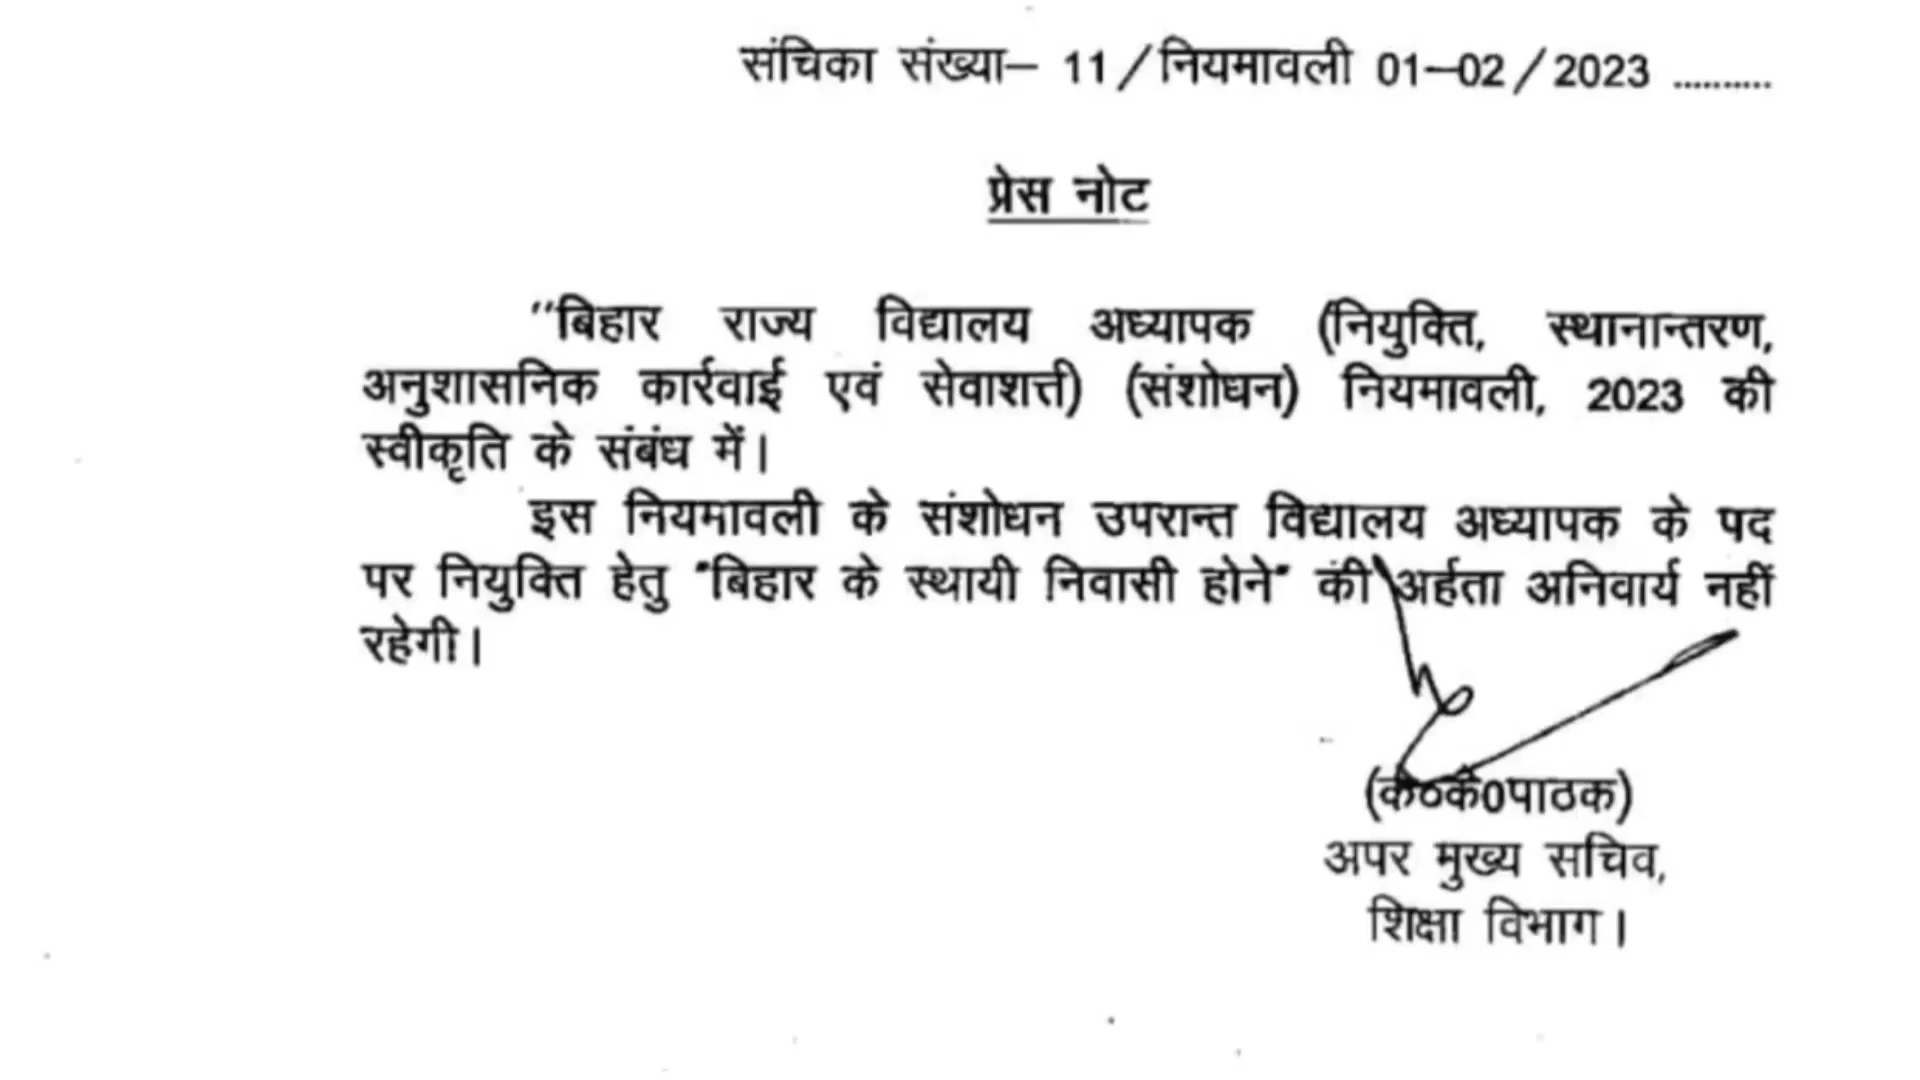 संचिका संख्या– 11/नियमावली 01–02/2023 ..........
प्रेस नोट
"बिहार राज्य विद्यालय अध्यापक (नियुक्ति, स्थानान्तरण,
अनुशासनिक कार्रवाई एवं सेवाशर्त्त) (संशोधन) नियमावली, 2023 की
स्वीकृति के संबंध में।
इस नियमावली के संशोधन उपरान्त विद्यालय अध्यापक के पद
पर नियुक्ति हेतु "बिहार के स्थायी निवासी होने" की अर्हता अनिवार्य नहीं
रहेगी।
(के०के0पाठक)
अपर मुख्य सचिव,
शिक्षा विभाग।